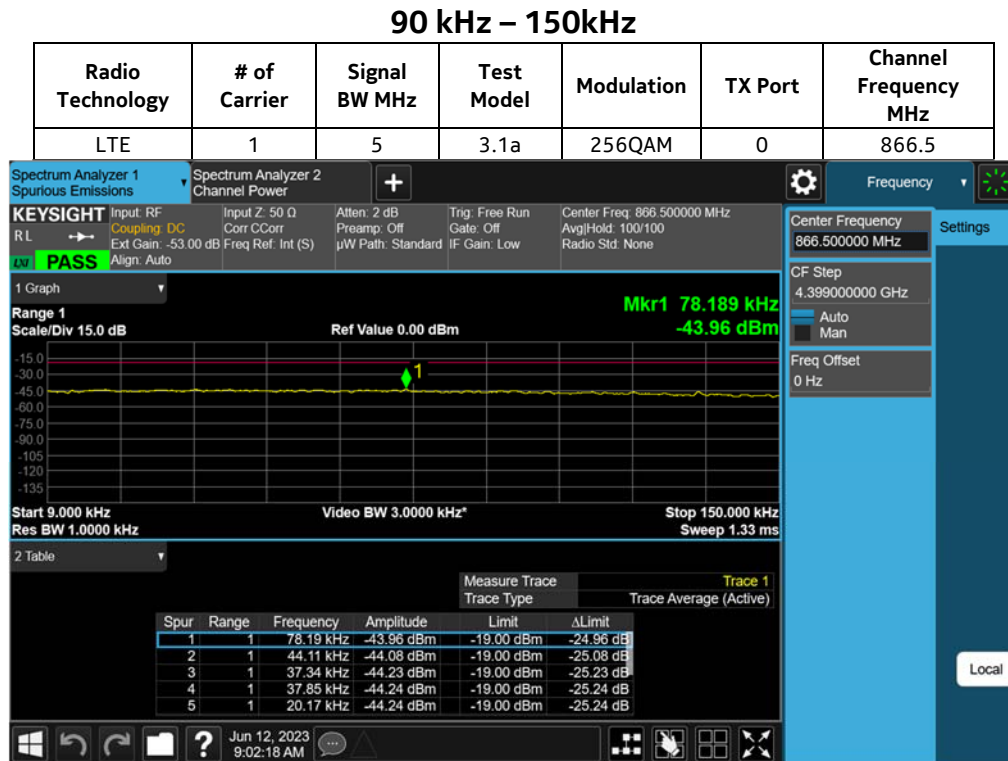 90 kHz – 150kHz
Radio Technology | # of Carrier | Signal BW MHz | Test Model | Modulation | TX Port | Channel Frequency MHz
LTE | 1 | 5 | 3.1a | 256QAM | 0 | 866.5
Spectrum Analyzer 1
Spurious Emissions
Spectrum Analyzer 2
Channel Power
Frequency
KEYSIGHT
RL
LXI
PASS
Input: RF
Coupling: DC
Ext Gain: -53.00 dB
Align: Auto
Input Z: 50 Ω
Corr CCorr
Freq Ref: Int (S)
Atten: 2 dB
Preamp: Off
µW Path: Standard
Trig: Free Run
Gate: Off
IF Gain: Low
Center Freq: 866.500000 MHz
Avg|Hold: 100/100
Radio Std: None
Center Frequency
866.500000 MHz
Settings
CF Step
4.399000000 GHz
Auto
Man
Freq Offset
0 Hz
1 Graph
Range 1
Scale/Div 15.0 dB
Ref Value 0.00 dBm
Mkr1 78.189 kHz
-43.96 dBm
1
-15.0
-30.0
-45.0
-60.0
-75.0
-90.0
-105
-120
-135
Start 9.000 kHz
Res BW 1.0000 kHz
Video BW 3.0000 kHz*
Stop 150.000 kHz
Sweep 1.33 ms
2 Table
Measure Trace Trace 1
Trace Type Trace Average (Active)
Spur Range Frequency Amplitude Limit ΔLimit
1 1 78.19 kHz -43.96 dBm -19.00 dBm -24.96 dB
2 1 44.11 kHz -44.08 dBm -19.00 dBm -25.08 dB
3 1 37.34 kHz -44.23 dBm -19.00 dBm -25.23 dB
4 1 37.85 kHz -44.24 dBm -19.00 dBm -25.24 dB
5 1 20.17 kHz -44.24 dBm -19.00 dBm -25.24 dB
Local
?
Jun 12, 2023
9:02:18 AM